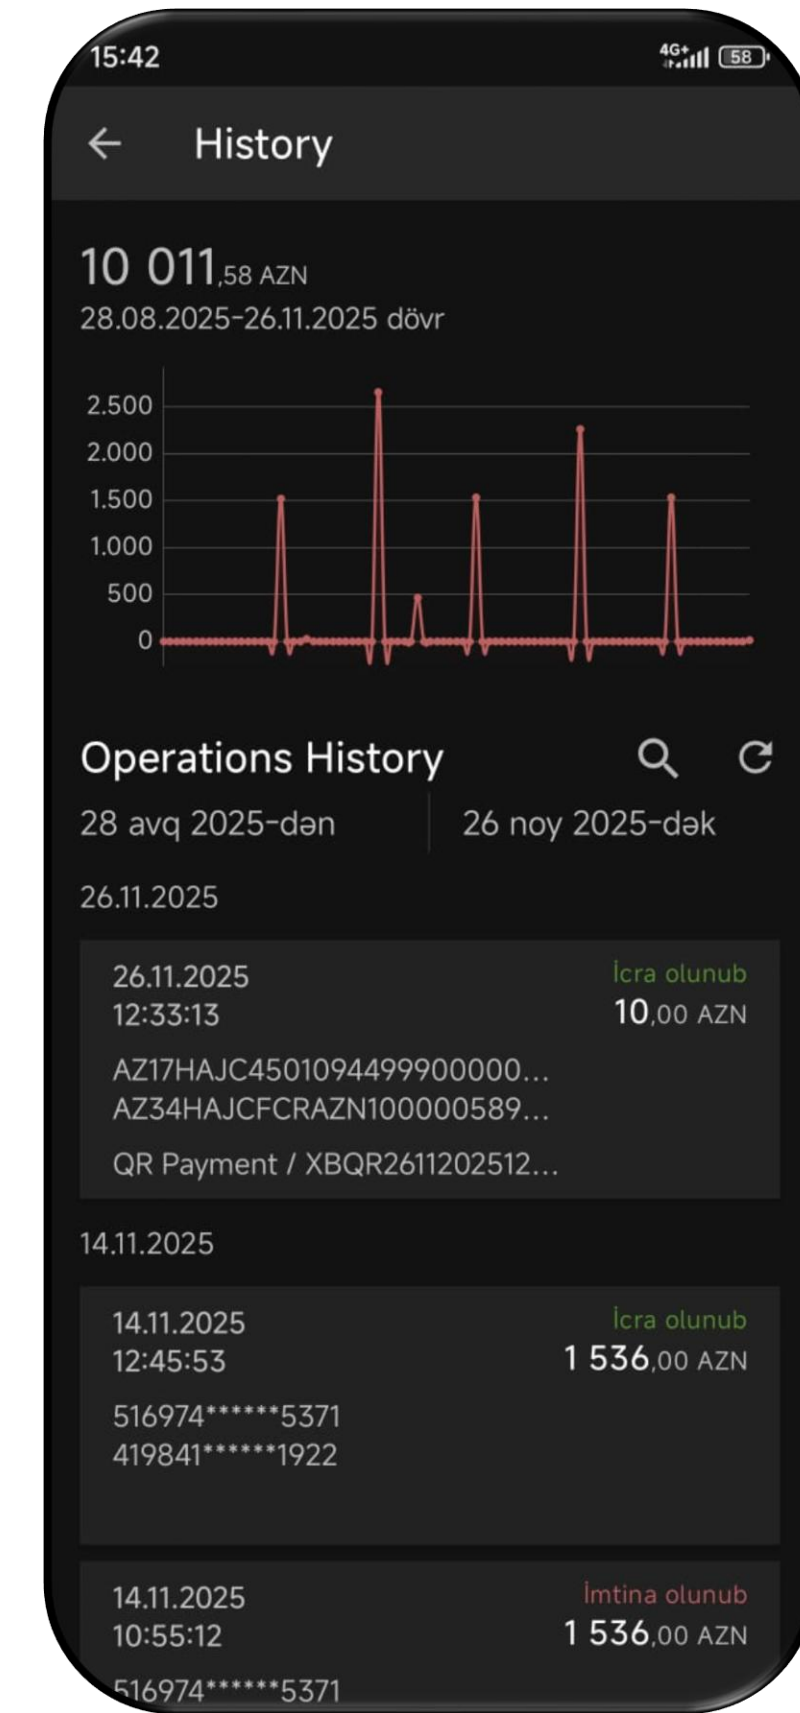 15:42
4G+ 58
History
10 011,58 AZN
28.08.2025-26.11.2025 dövr
2.500
2.000
1.500
1.000
500
0
Operations History
28 avq 2025-dən
26 noy 2025-dək
26.11.2025
26.11.2025
İcra olunub
12:33:13
10,00 AZN
AZ17HAJC4501094499900000...
AZ34HAJCFCRAZN100000589...
QR Payment / XBQR2611202512...
14.11.2025
14.11.2025
İcra olunub
12:45:53
1 536,00 AZN
516974******5371
419841******1922
14.11.2025
İmtina olunub
10:55:12
1 536,00 AZN
516974******5371